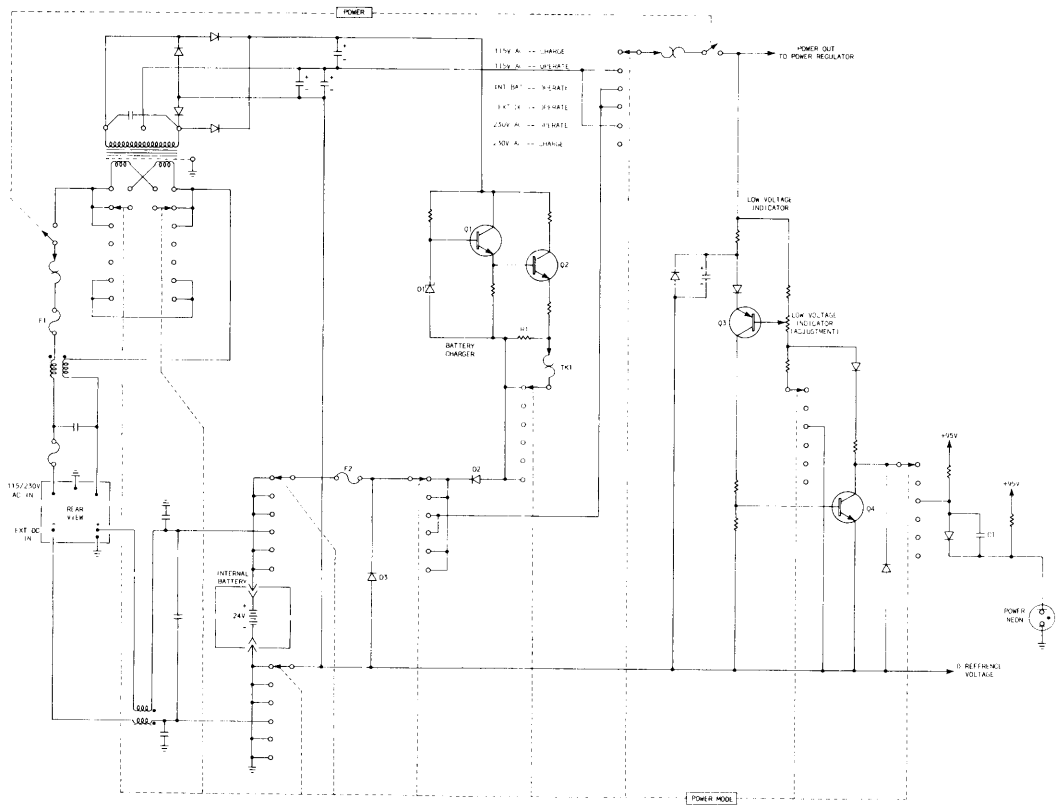 POWER
115V AC -- CHARGE
115V AC -- OPERATE
INT BAT -- OPERATE
EXT DC -- OPERATE
230V AC -- OPERATE
230V AC -- CHARGE
POWER OUT
TO POWER REGULATOR
LOW VOLTAGE
INDICATOR
Q1
Q2
D1
R1
BATTERY
CHARGER
TK1
Q3
LOW VOLTAGE
INDICATOR
(ADJUSTMENT)
F1
115/230V
AC IN
REAR
VIEW
EXT DC
IN
F2
D2
D3
INTERNAL
BATTERY
+
24V
-
Q4
+95V
+95V
C1
POWER
NEON
REFERENCE
VOLTAGE
POWER MODE